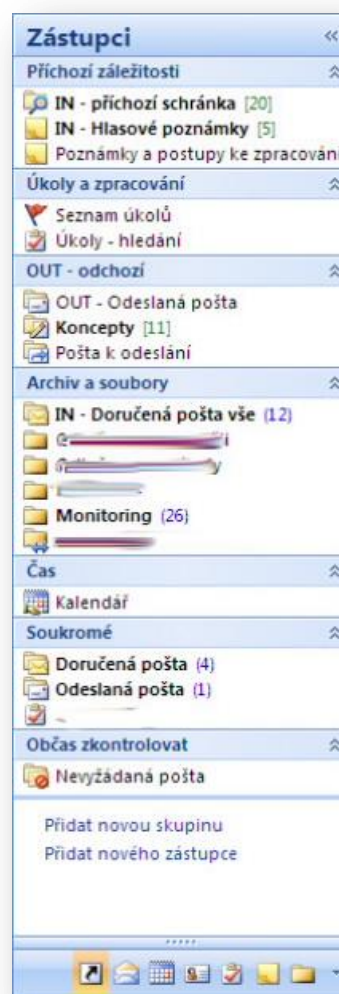 Zástupci
Příchozí záležitosti
IN - příchozí schránka [20]
IN - Hlasové poznámky [5]
Poznámky a postupy ke zpracování
Úkoly a zpracování
Seznam úkolů
Úkoly - hledání
OUT - odchozí
OUT - Odeslaná pošta
Koncepty [11]
Pošta k odeslání
Archiv a soubory
IN - Doručená pošta vše (12)
Monitoring (26)
Čas
Kalendář
Soukromé
Doručená pošta (4)
Odeslaná pošta (1)
Občas zkontrolovat
Nevyžádaná pošta
Přidat novou skupinu
Přidat nového zástupce